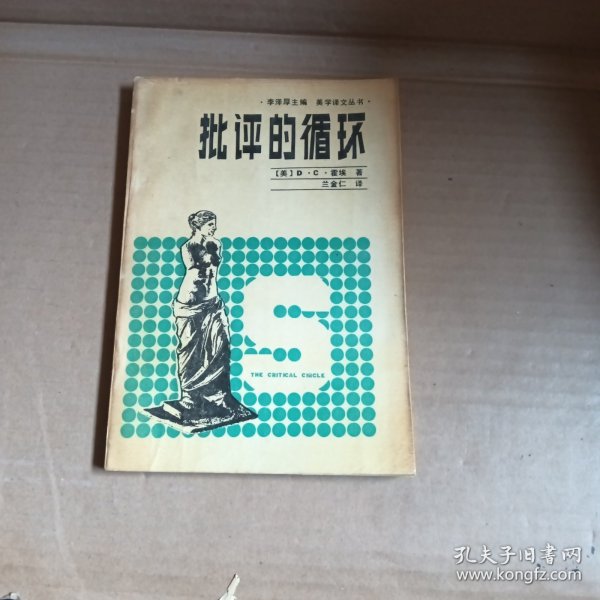 ·李泽厚主编 美学译文丛书·
批评的循环
[美] D·C·霍埃 著
兰金仁 译
S
THE CRITICAL CIRCLE
孔夫子旧书网
www.kongfz.com